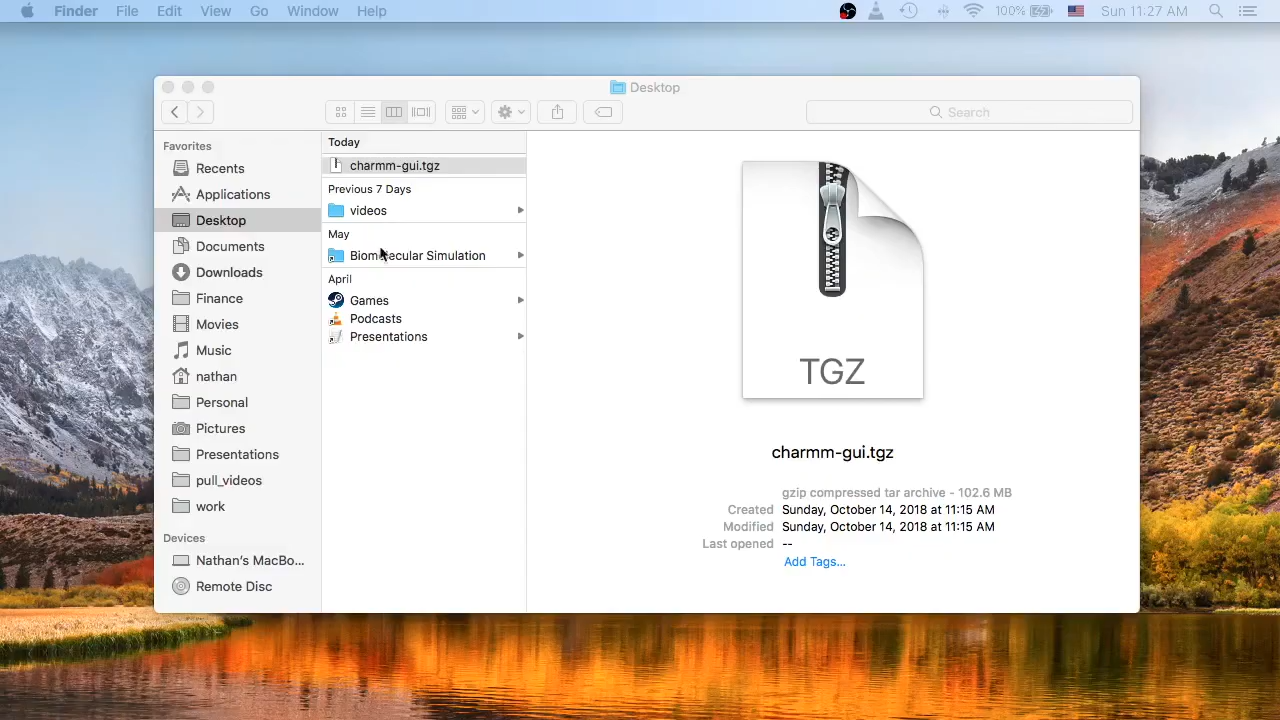 Finder File Edit View Go Window Help 100% Sun 11:27 AM
Desktop
Search
Favorites
Recents
Applications
Desktop
Documents
Downloads
Finance
Movies
Music
nathan
Personal
Pictures
Presentations
pull_videos
work
Devices
Nathan's MacBo...
Remote Disc
Today
charmm-gui.tgz
Previous 7 Days
videos
May
Biomolecular Simulation
April
Games
Podcasts
Presentations
TGZ
charmm-gui.tgz
gzip compressed tar archive - 102.6 MB
Created Sunday, October 14, 2018 at 11:15 AM
Modified Sunday, October 14, 2018 at 11:15 AM
Last opened --
Add Tags...